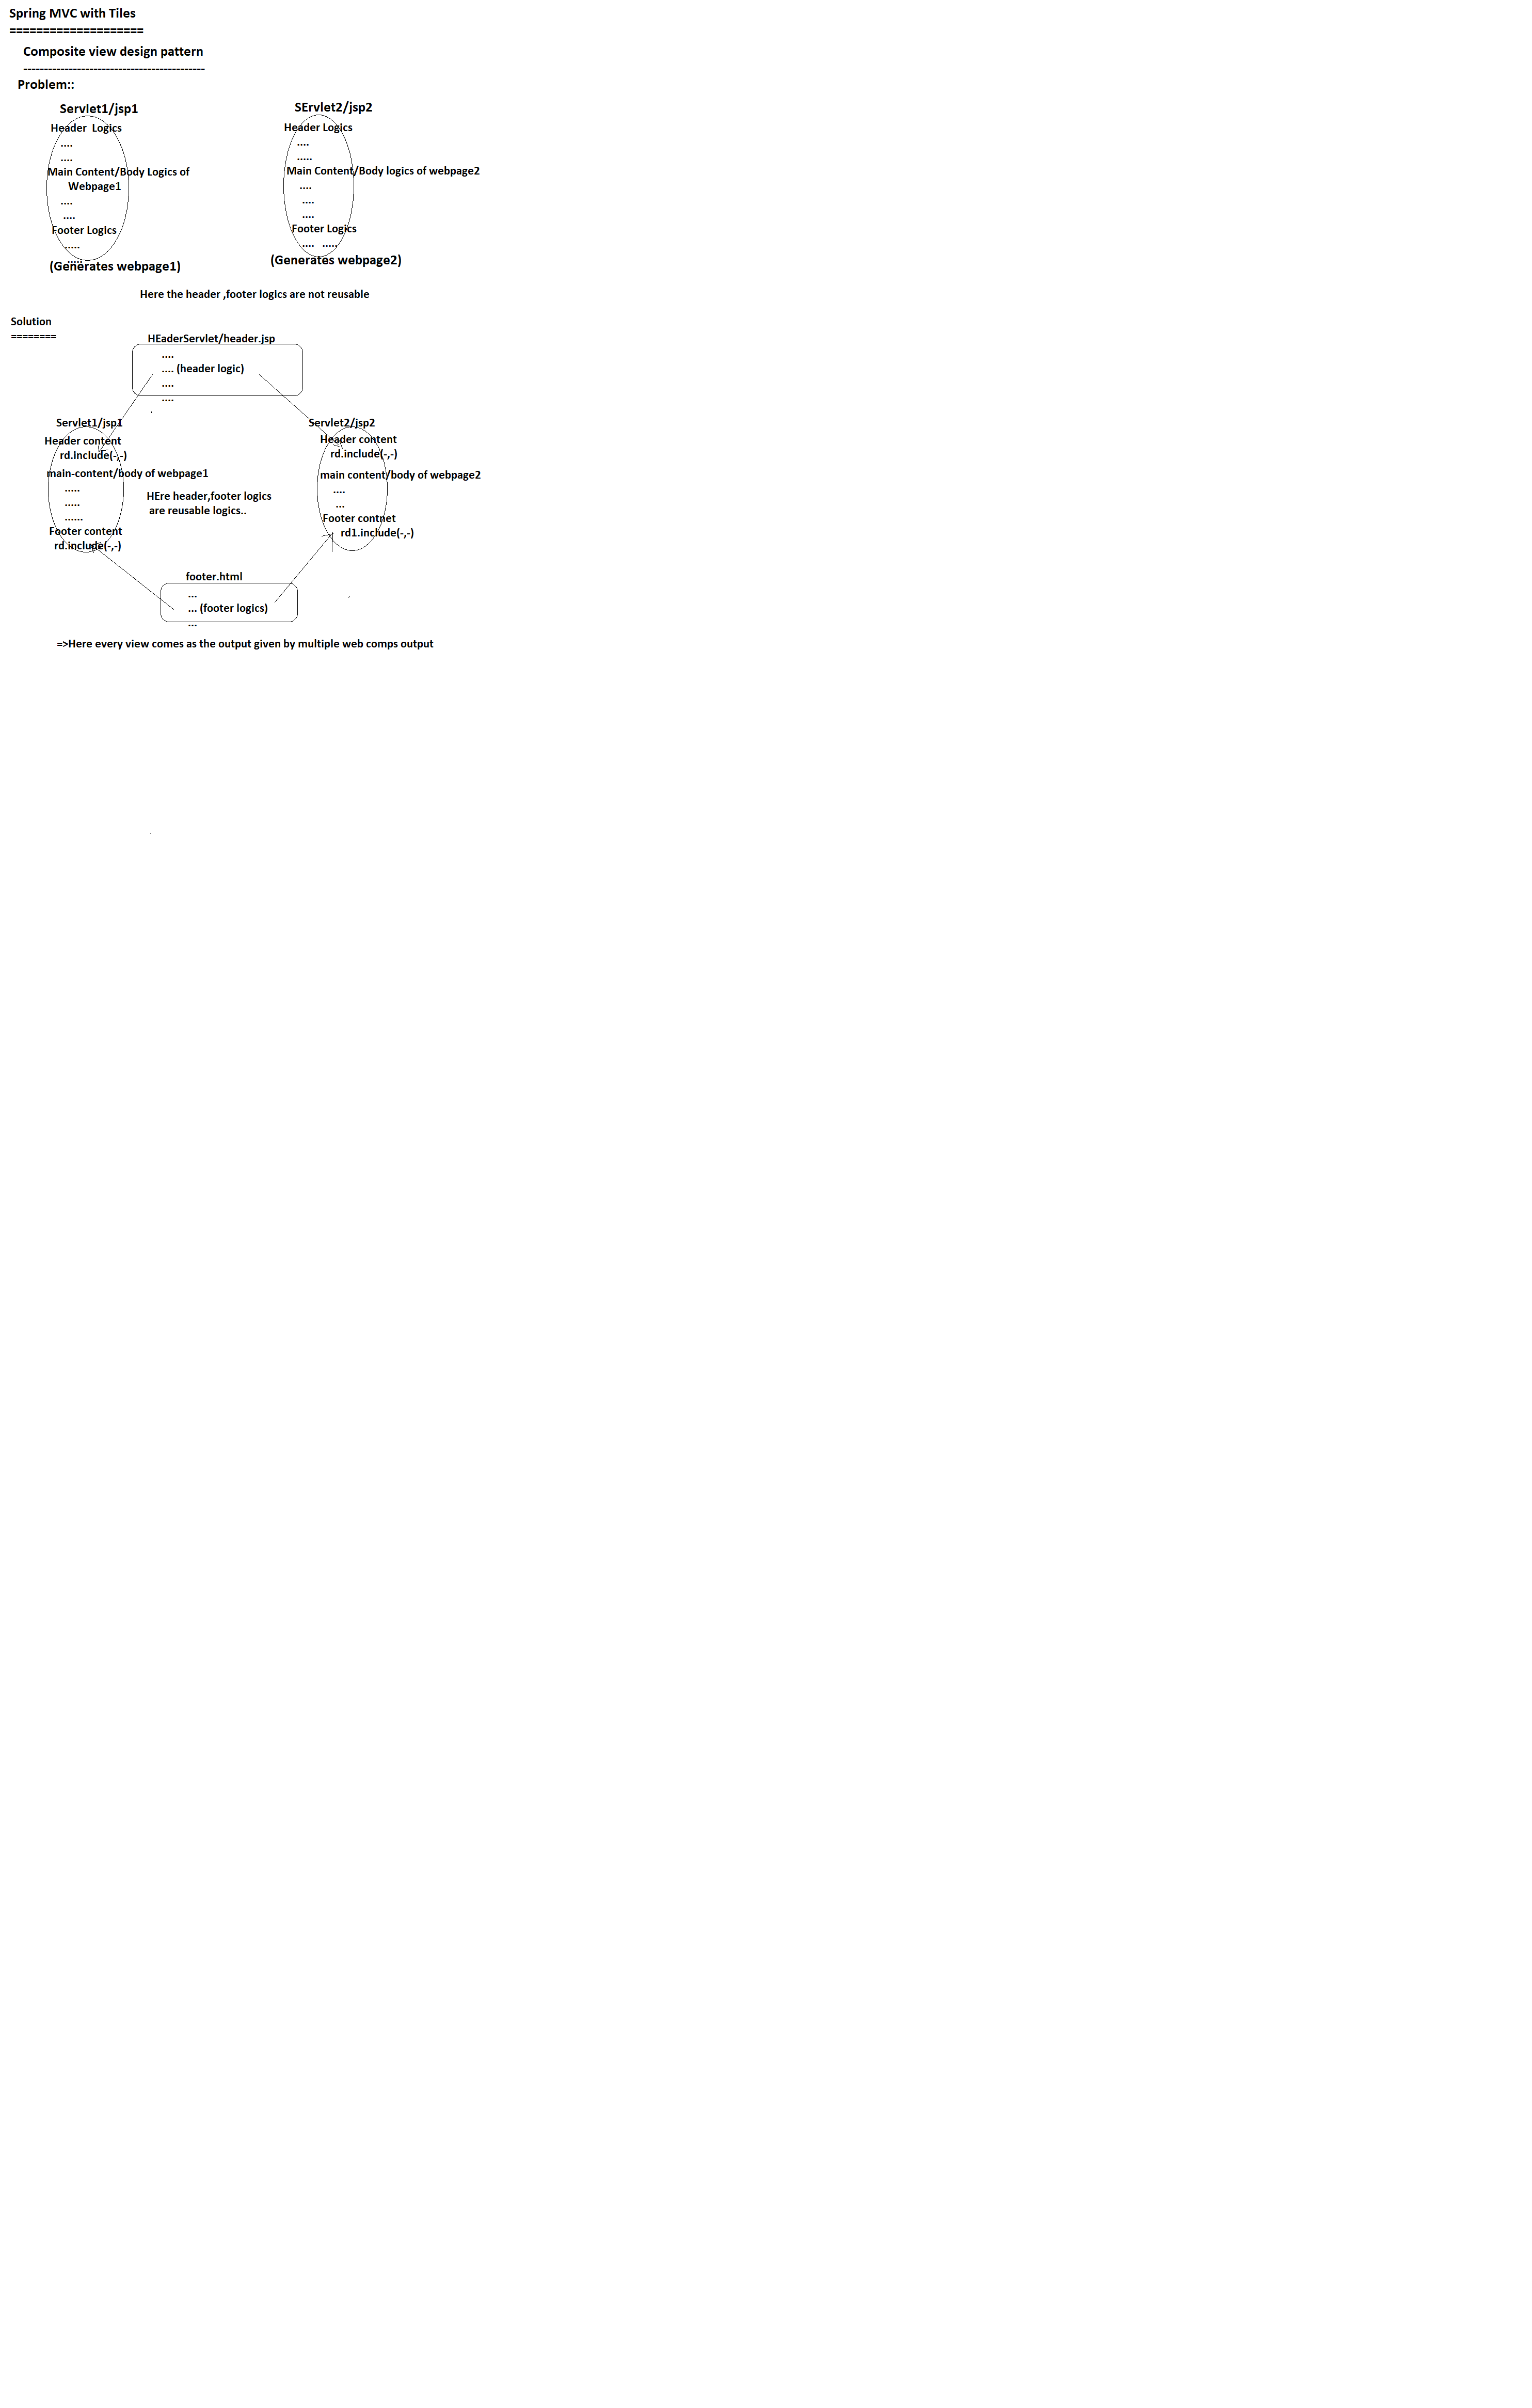 Spring MVC with Tiles
====================
Composite view design pattern
--------------------------------------------
Problem::
Servlet1/jsp1
Header  Logics
....
....
Main Content/Body Logics of
Webpage1
....
....
Footer Logics
.....
.....
(Generates webpage1)
SErvlet2/jsp2
Header Logics
....
.....
Main Content/Body logics of webpage2
....
....
....
Footer Logics
....   .....
(Generates webpage2)
Here the header ,footer logics are not reusable
Solution
========
HEaderServlet/header.jsp
....
.... (header logic)
....
....
Servlet1/jsp1
Header content
rd.include(-,-)
main-content/body of webpage1
.....
.....
......
Footer content
rd.include(-,-)
HEre header,footer logics
are reusable logics..
Servlet2/jsp2
Header content
rd.include(-,-)
main content/body of webpage2
....
...
Footer contnet
rd1.include(-,-)
footer.html
...
... (footer logics)
...
=>Here every view comes as the output given by multiple web comps output